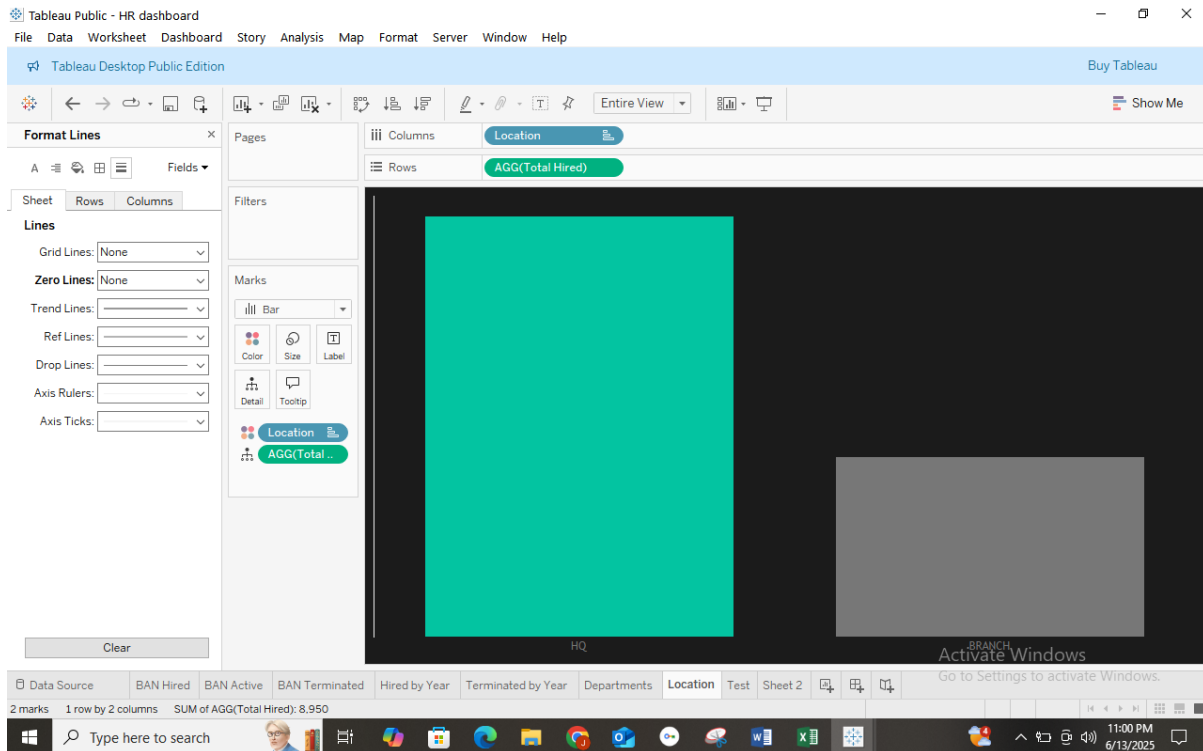 Tableau Public - HR dashboard
File Data Worksheet Dashboard Story Analysis Map Format Server Window Help
Tableau Desktop Public Edition
Buy Tableau
T
Entire View
Show Me
Format Lines
A
Fields
Sheet Rows Columns
Lines
Grid Lines: None
Zero Lines: None
Trend Lines:
Ref Lines:
Drop Lines:
Axis Rulers:
Axis Ticks:
Clear
Pages
Filters
Marks
Bar
Color Size Label
Detail Tooltip
Location
AGG(Total ..
Columns Location
Rows AGG(Total Hired)
HQ
BRANCH
Activate Windows
Go to Settings to activate Windows.
Data Source BAN Hired BAN Active BAN Terminated Hired by Year Terminated by Year Departments Location Test Sheet 2
2 marks 1 row by 2 columns SUM of AGG(Total Hired): 8,950
Type here to search
11:00 PM
6/13/2025